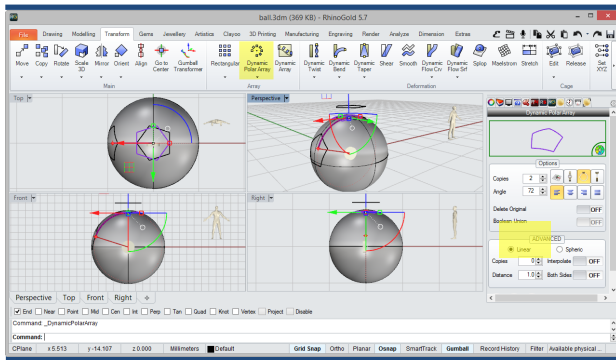 ball.3dm (369 KB) - RhinoGold 5.7
File Drawing Modelling Transform Gems Jewellery Artistica Clayoo 3D Printing Manufacturing Engraving Render Analyze Dimension Extras
Move Copy Rotate Scale 3D Mirror Orient Align Go to Center Gumball Transformer Rectangular Dynamic Polar Array Dynamic Array Dynamic Twist Dynamic Bend Dynamic Taper Shear Smooth Dynamic Flow Crv Dynamic Flow Srf Splop Maelstrom Stretch Edit Release Set XYZ
Main Array Deformation Cage
Top
Perspective
Front
Right
Dynamic Polar Array
Options
Copies 2
Angle 72
Delete Original OFF
Boolean Union OFF
ADVANCED
Linear Spheric
Copies 0 Interpolate OFF
Distance 1.0 Both Sides OFF
Perspective Top Front Right
End Near Point Mid Cen Int Perp Tan Quad Knot Vertex Project Disable
Command: _DynamicPolarArray
Command:
CPlane x 5.513 y -14.107 z 0.000 Millimeters Default Grid Snap Ortho Planar Osnap SmartTrack Gumball Record History Filter Available physical ...